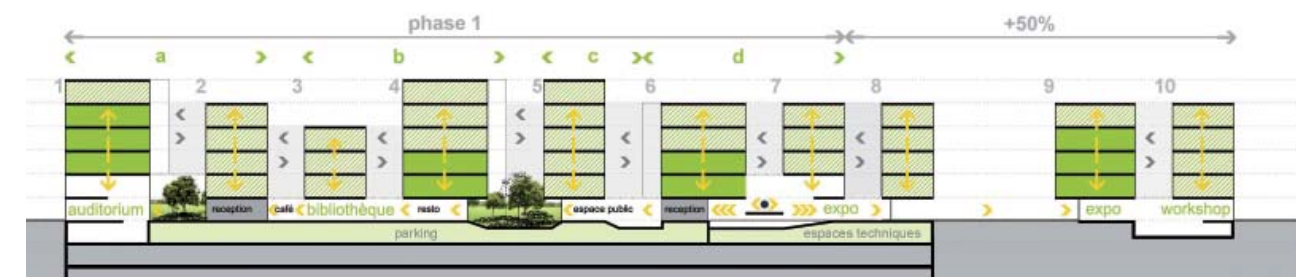 phase 1 +50%
a b c d
1 2 3 4 5 6 7 8 9 10
auditorium reception café bibliothèque resto espace public reception expo expo workshop
parking espaces techniques